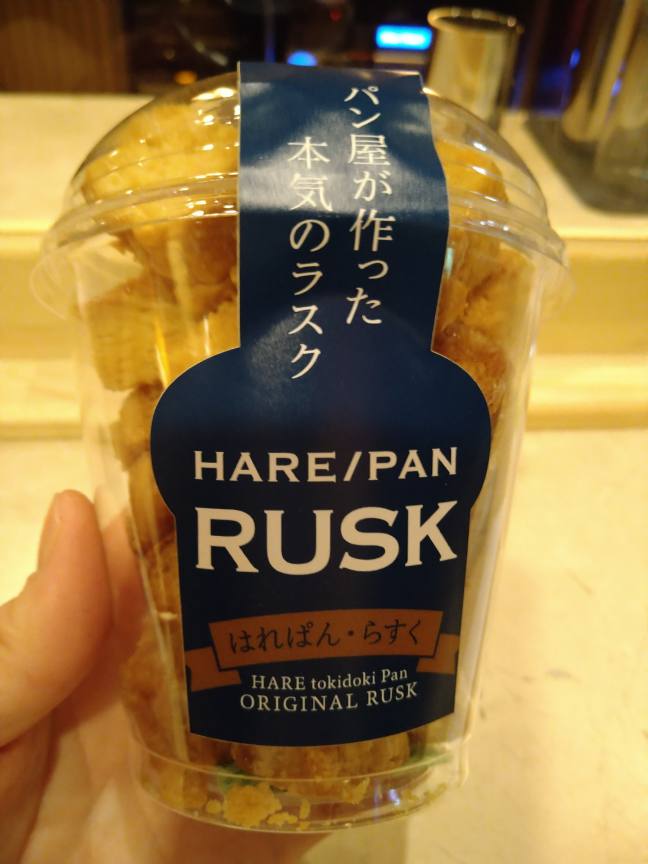 パン屋が作った
本気のラスク
HARE/PAN
RUSK
はれぱん・らすく
HARE tokidoki Pan
ORIGINAL RUSK